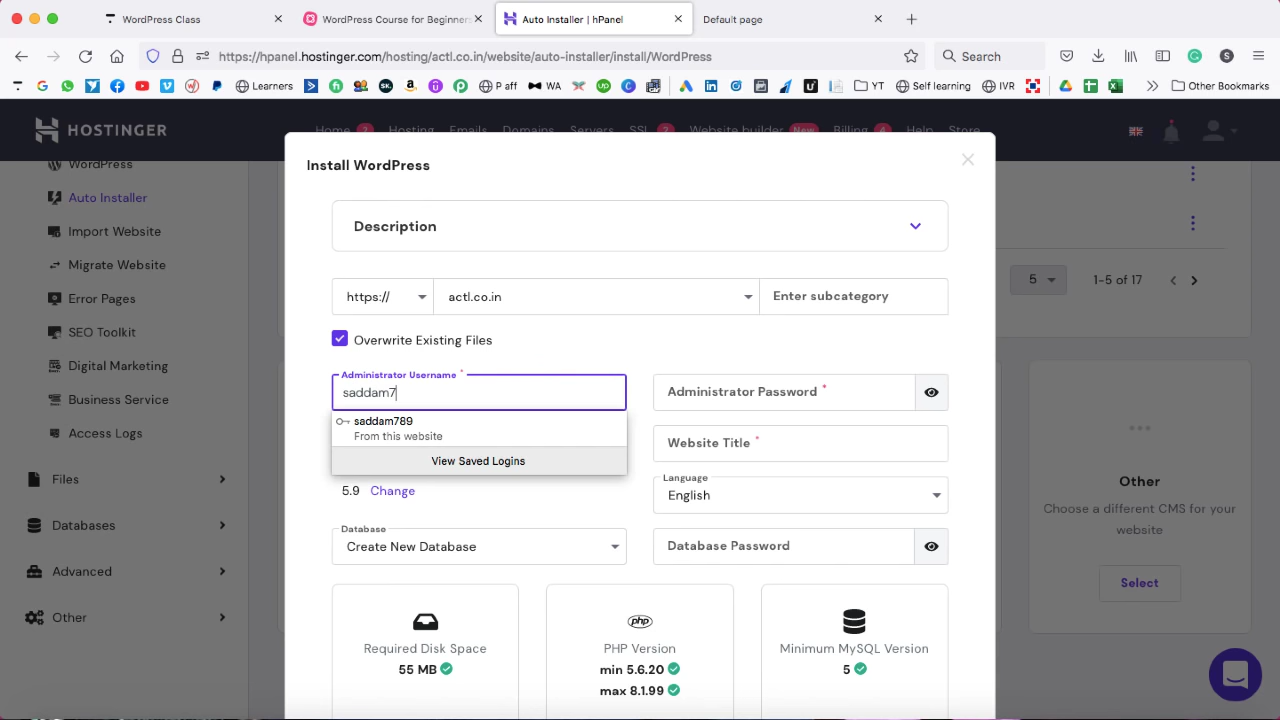 WordPress Class
WordPress Course for Beginners
Auto Installer | hPanel
Default page
https://hpanel.hostinger.com/hosting/actl.co.in/website/auto-installer/install/WordPress
Search
S
Learners
P aff
WA
YT
Self learning
IVR
Other Bookmarks
HOSTINGER
Home 2 Hosting Emails Domains Servers SSL 2 Website builder New Billing 4 Help Store
WordPress
Auto Installer
Import Website
Migrate Website
Error Pages
SEO Toolkit
Digital Marketing
Business Service
Access Logs
Files
Databases
Advanced
Other
Install WordPress
Description
https://
actl.co.in
Enter subcategory
Overwrite Existing Files
Administrator Username *
saddam7
saddam789
From this website
View Saved Logins
Administrator Password *
Website Title *
5.9 Change
Language
English
Database
Create New Database
Database Password
Required Disk Space
55 MB
php
PHP Version
min 5.6.20
max 8.1.99
Minimum MySQL Version
5
5
1-5 of 17
Other
Choose a different CMS for your
website
Select